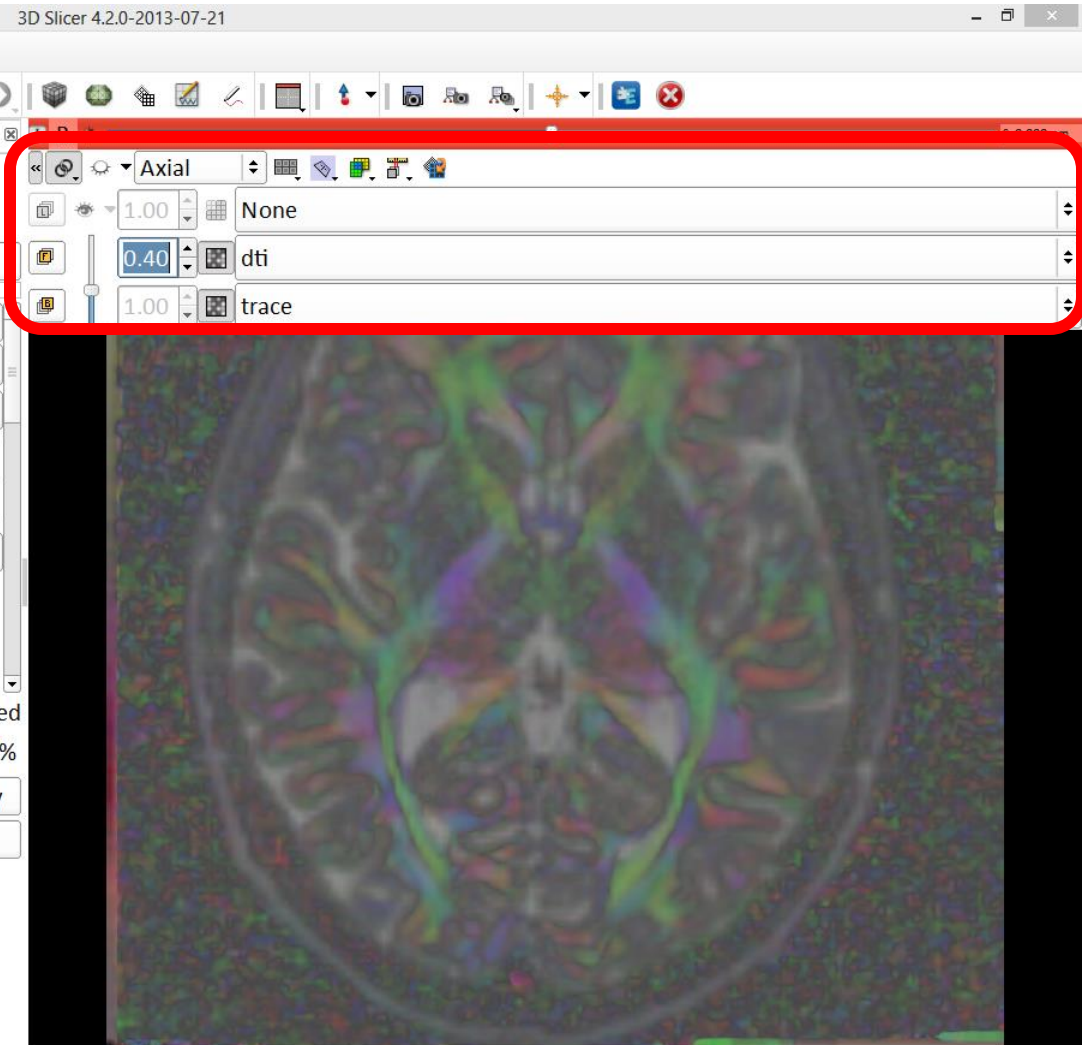 3D Slicer 4.2.0-2013-07-21
Axial
L 1.00 None
F 0.40 dti
B 1.00 trace
ed
%